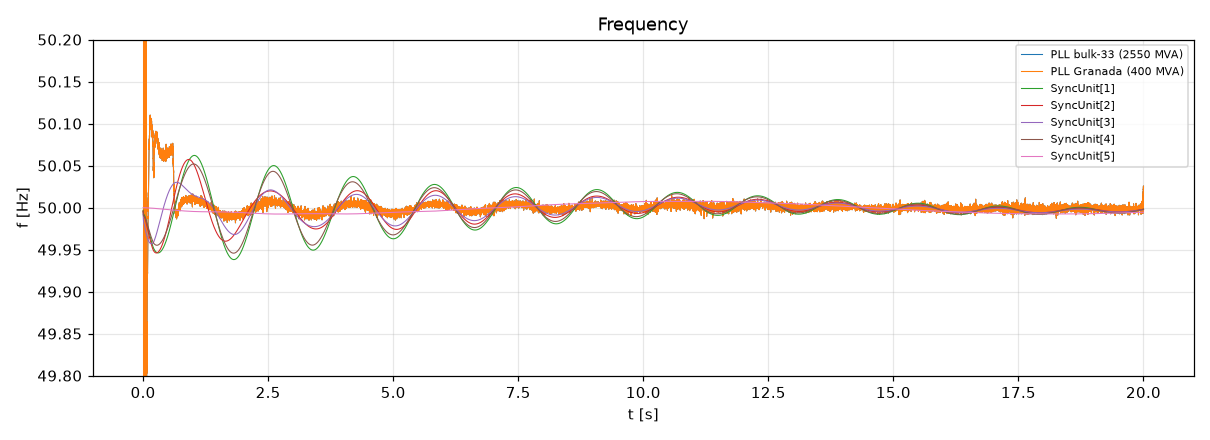 Frequency
50.20
50.15
50.10
50.05
50.00
49.95
49.90
49.85
49.80
f [Hz]
PLL bulk-33 (2550 MVA)
PLL Granada (400 MVA)
SyncUnit[1]
SyncUnit[2]
SyncUnit[3]
SyncUnit[4]
SyncUnit[5]
0.0 2.5 5.0 7.5 10.0 12.5 15.0 17.5 20.0
t [s]